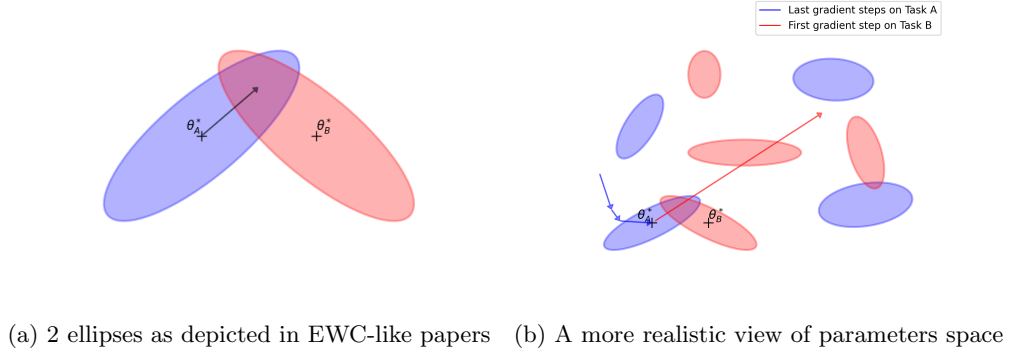 Last gradient steps on Task A
First gradient step on Task B
θ*A
θ*B
θ*A
θ*B
(a) 2 ellipses as depicted in EWC-like papers
(b) A more realistic view of parameters space